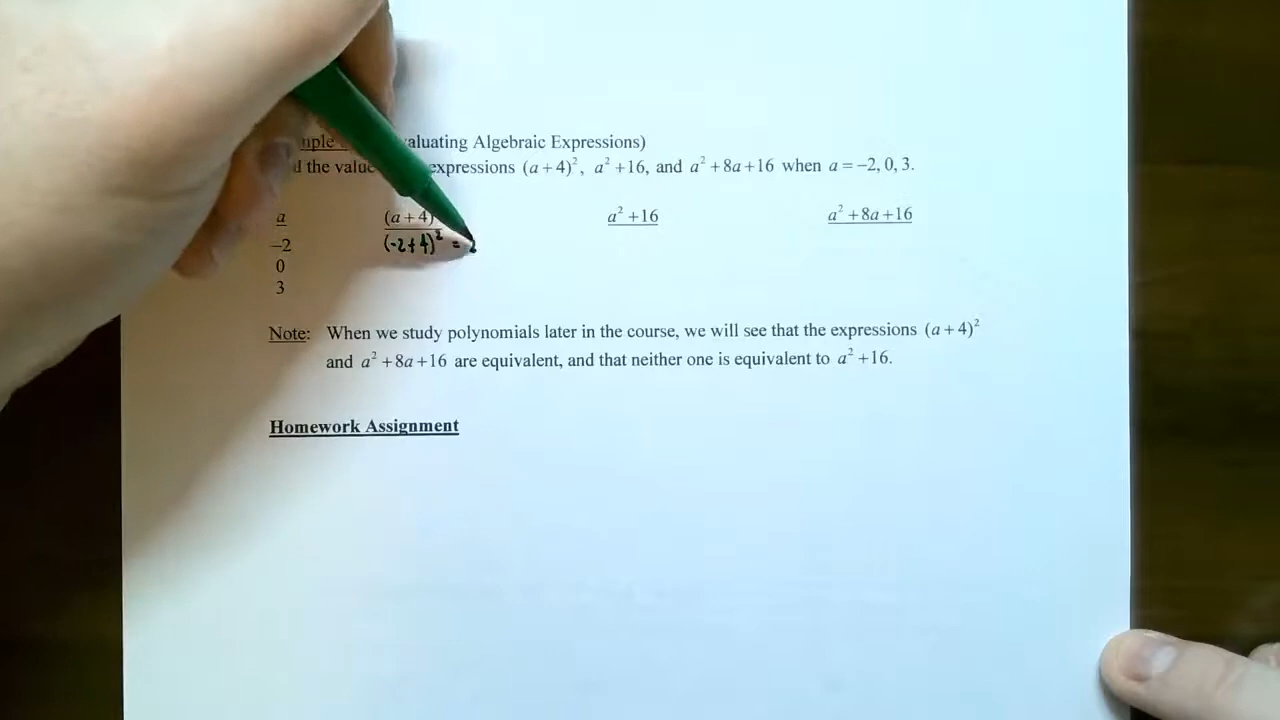 aluating Algebraic Expressions)
the value expressions (a+4)², a²+16, and a²+8a+16 when a=−2,0,3.
a (a+4) a²+16 a²+8a+16
−2 (-2+4)² = 2
0
3
Note: When we study polynomials later in the course, we will see that the expressions (a+4)²
and a²+8a+16 are equivalent, and that neither one is equivalent to a²+16.
Homework Assignment